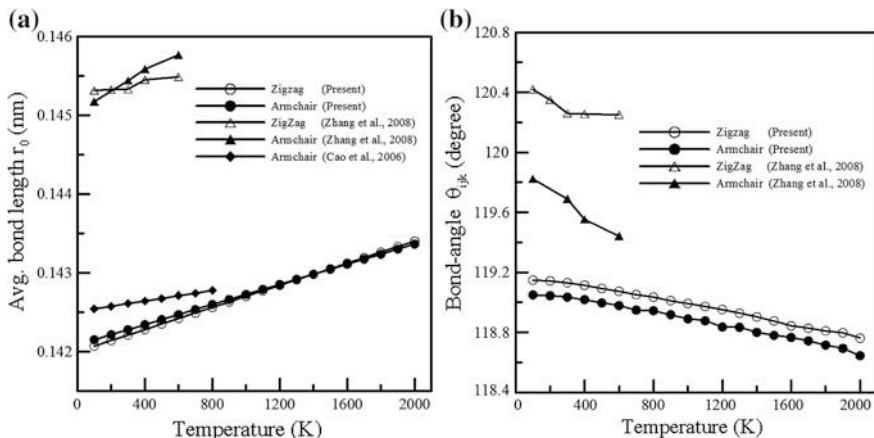 (a)
0.146
0.145
0.144
0.143
0.142
Avg. bond length r₀ (nm)
Zigzag (Present)
Armchair (Present)
ZigZag (Zhang et al., 2008)
Armchair (Zhang et al., 2008)
Armchair (Cao et al., 2006)
0 400 800 1200 1600 2000
Temperature (K)
(b)
120.8
120.4
120
119.6
119.2
118.8
118.4
Bond-angle θᵢⱼₖ (degree)
Zigzag (Present)
Armchair (Present)
ZigZag (Zhang et al., 2008)
Armchair (Zhang et al., 2008)
0 400 800 1200 1600 2000
Temperature (K)